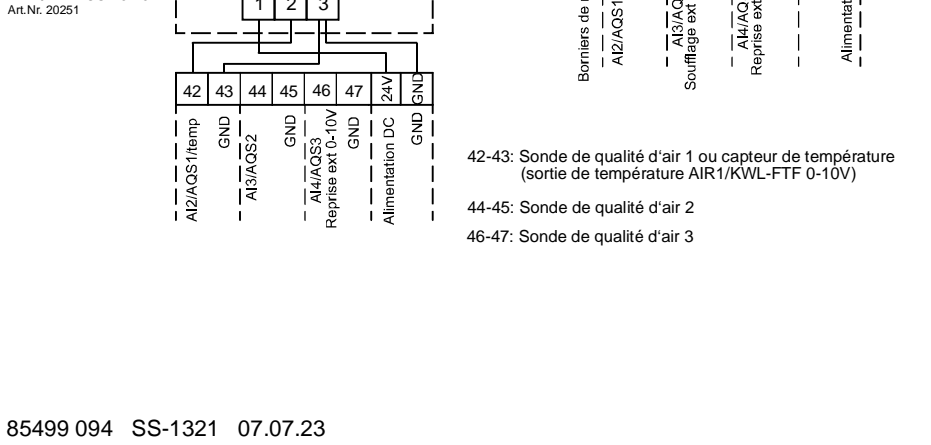 Art.Nr. 20251
1 2 3
42 43 44 45 46 47 24V GND
AI2/AQS1/temp
GND
AI3/AQS2
GND
AI4/AQS3
Reprise ext 0-10V
GND
Alimentation DC
GND
Borniers de
AI2/AQS1
AI3/AQ
Soufflage ext
AI4/AQ
Reprise ext
Alimentat
42-43: Sonde de qualité d'air 1 ou capteur de température
(sortie de température AIR1/KWL-FTF 0-10V)
44-45: Sonde de qualité d'air 2
46-47: Sonde de qualité d'air 3
85499 094 SS-1321 07.07.23